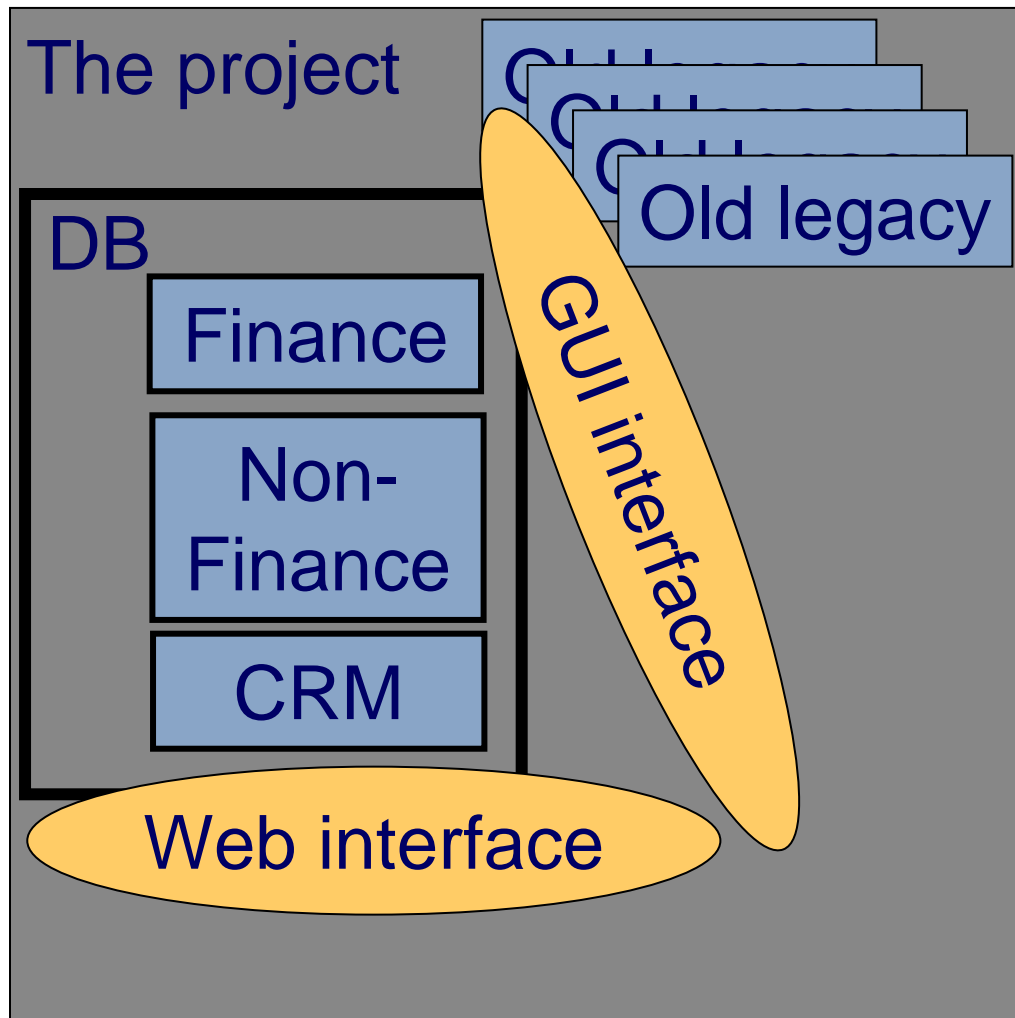 The project
Old legacy
DB
Finance
Non-
Finance
CRM
GUI interface
Web interface